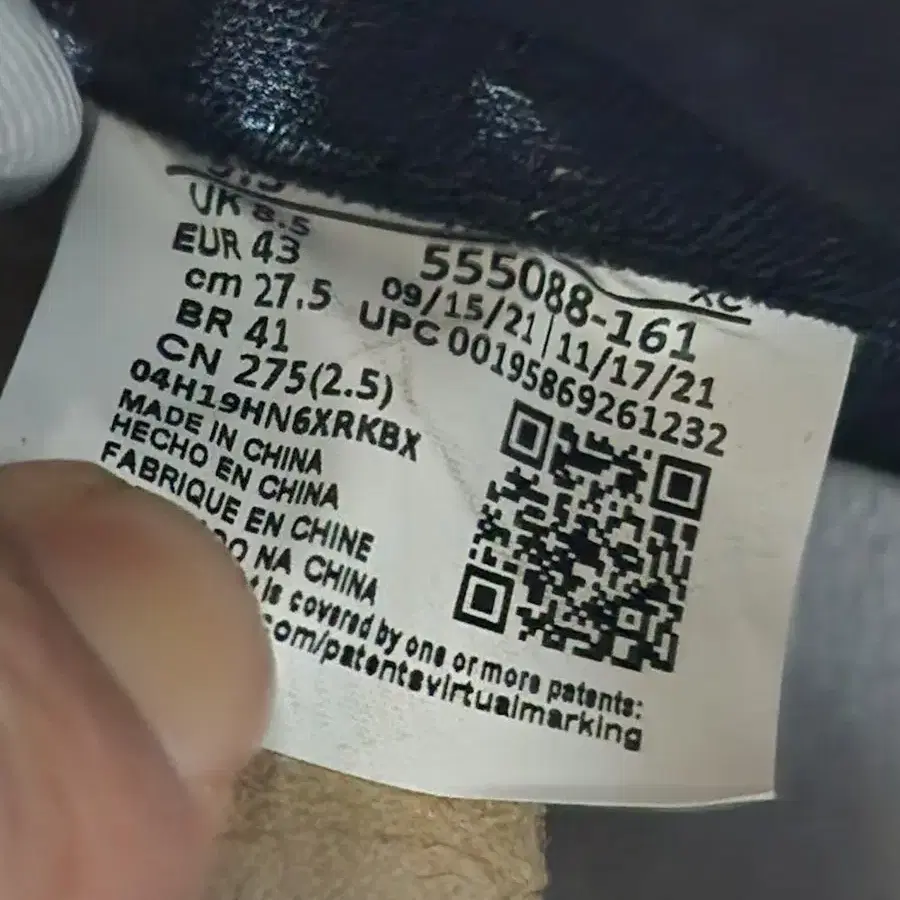 UK 8.5
EUR 43
cm 27.5
BR 41
CN 275(2.5)
04H19HN6XRKBX
MADE IN CHINA
HECHO EN CHINA
FABRIQUE EN CHINE
NA CHINA
XC
555088-161
09/15/21 11/17/21
UPC 00195869261232
is covered by one or more patents:
.com/patentsvirtualmarking